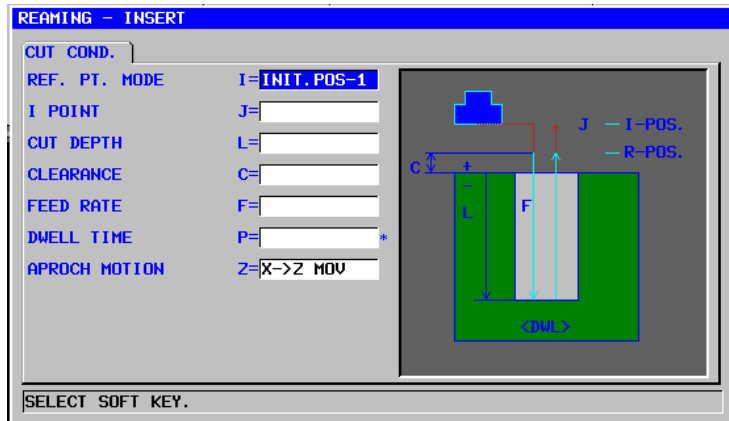 REAMING - INSERT
CUT COND.
REF. PT. MODE I=INIT.POS-1
I POINT J=
CUT DEPTH L=
CLEARANCE C=
FEED RATE F=
DWELL TIME P= *
APROCH MOTION Z=X->Z MOV
J -I-POS.
-R-POS.
C
+
-
L
F
<DWL>
SELECT SOFT KEY.